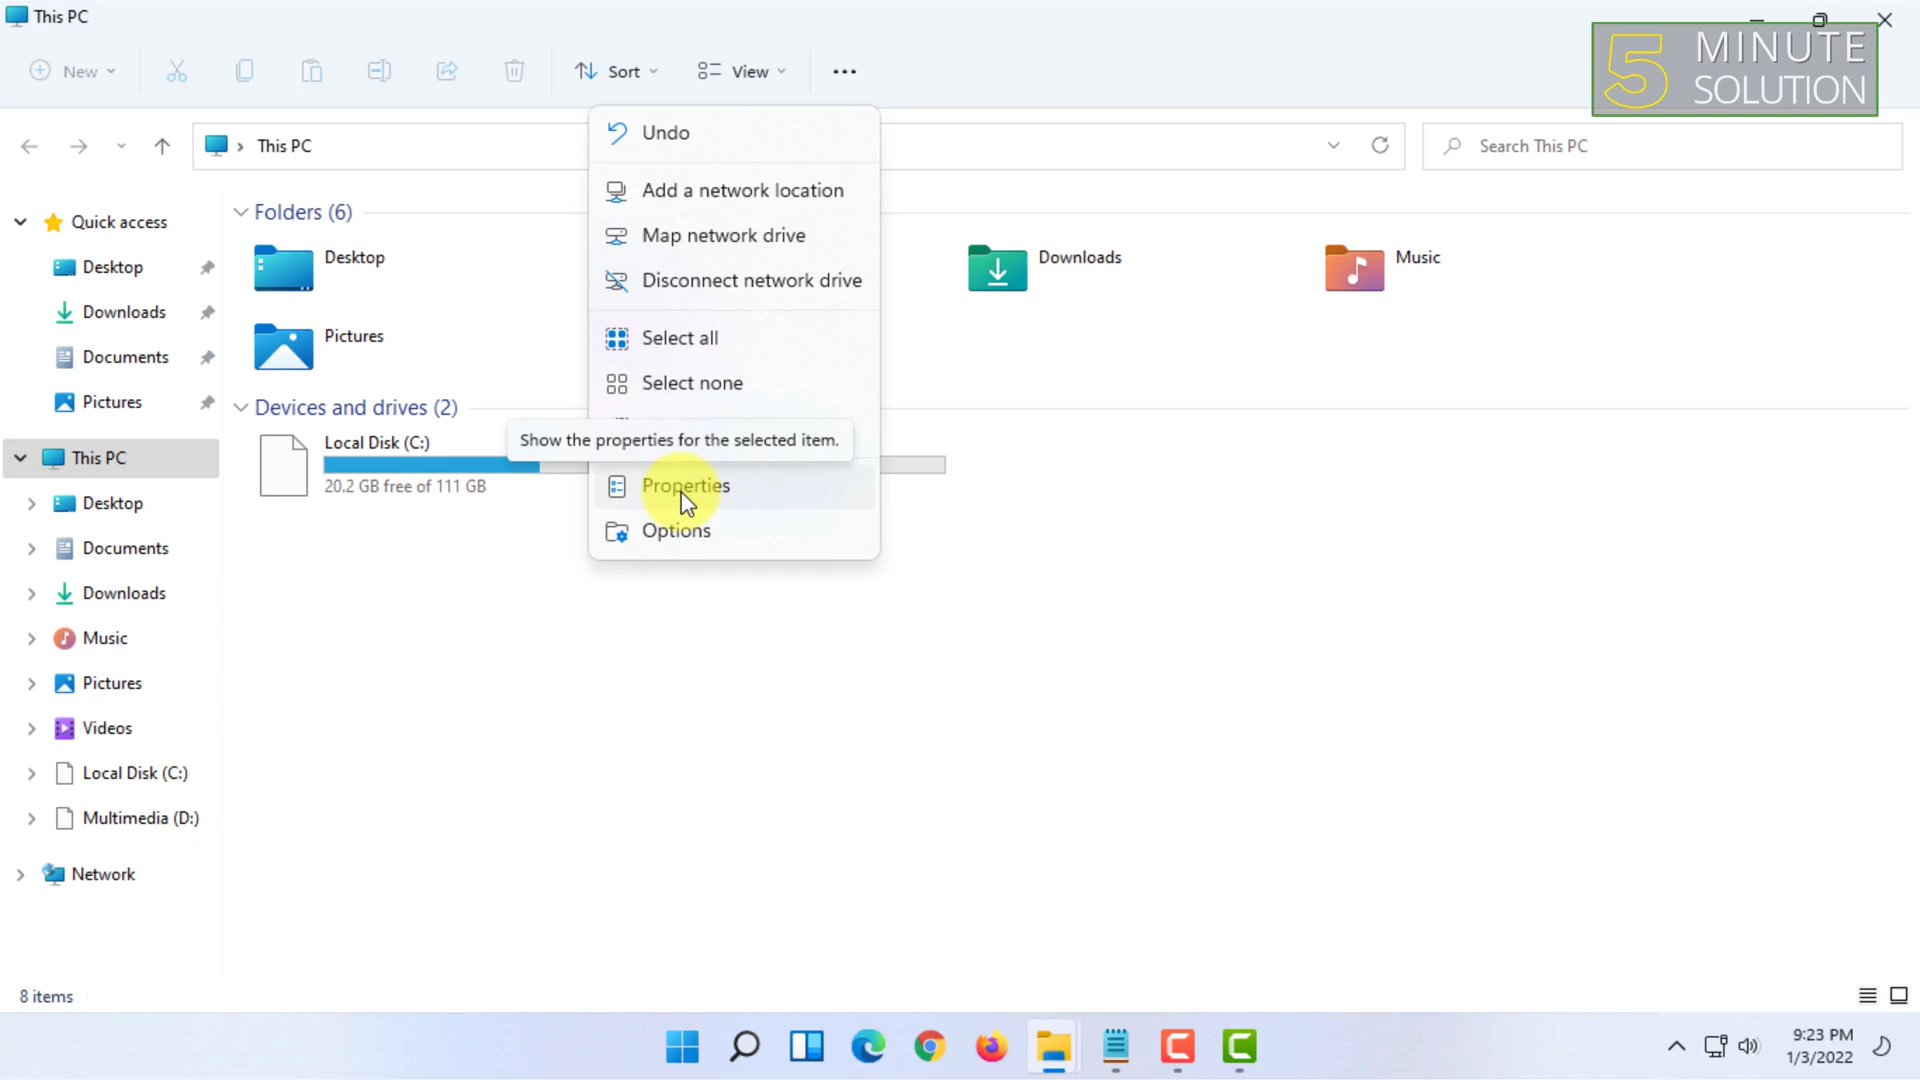 This PC
New
Sort
View
5 MINUTE SOLUTION
This PC
Search This PC
Undo
Add a network location
Map network drive
Disconnect network drive
Select all
Select none
Show the properties for the selected item.
Properties
Options
Quick access
Desktop
Downloads
Documents
Pictures
This PC
Desktop
Documents
Downloads
Music
Pictures
Videos
Local Disk (C:)
Multimedia (D:)
Network
Folders (6)
Desktop
Downloads
Music
Pictures
Devices and drives (2)
Local Disk (C:)
20.2 GB free of 111 GB
8 items
9:23 PM
1/3/2022